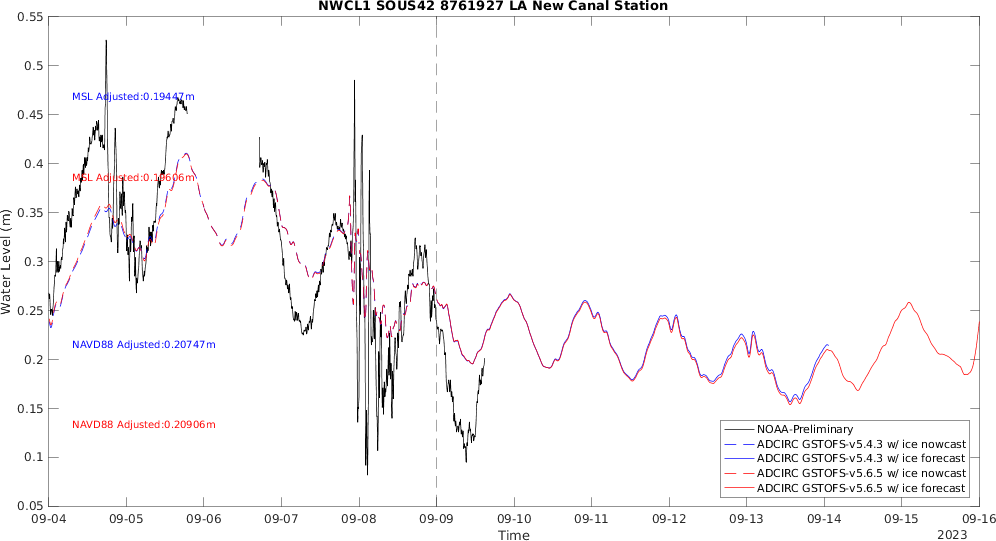 NWCL1 SOUS42 8761927 LA New Canal Station
Water Level (m)
0.55
0.5
0.45
0.4
0.35
0.3
0.25
0.2
0.15
0.1
0.05
MSL Adjusted:0.19447m
MSL Adjusted:0.19606m
NAVD88 Adjusted:0.20747m
NAVD88 Adjusted:0.20906m
NOAA-Preliminary
ADCIRC GSTOFS-v5.4.3 w/ ice nowcast
ADCIRC GSTOFS-v5.4.3 w/ ice forecast
ADCIRC GSTOFS-v5.6.5 w/ ice nowcast
ADCIRC GSTOFS-v5.6.5 w/ ice forecast
09-04 09-05 09-06 09-07 09-08 09-09 09-10 09-11 09-12 09-13 09-14 09-15 09-16
Time
2023